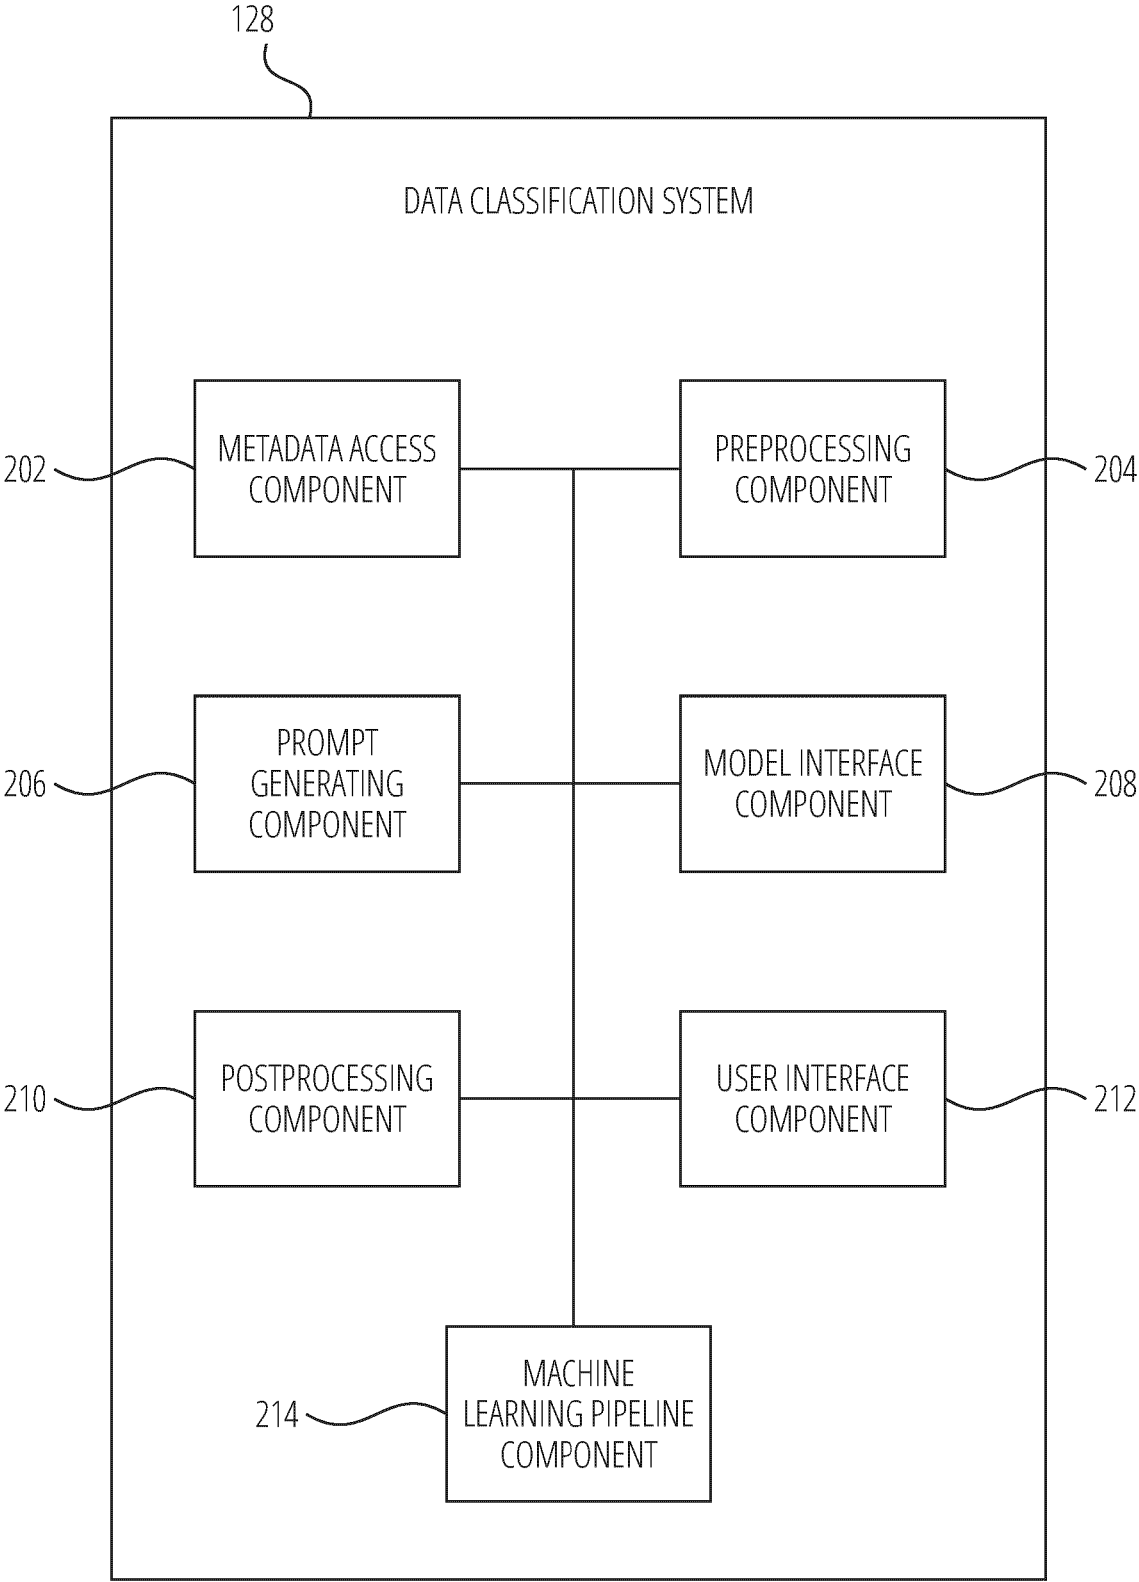 128
DATA CLASSIFICATION SYSTEM
METADATA ACCESS
COMPONENT
202
PREPROCESSING
COMPONENT
204
PROMPT
GENERATING
COMPONENT
206
MODEL INTERFACE
COMPONENT
208
POSTPROCESSING
COMPONENT
210
USER INTERFACE
COMPONENT
212
MACHINE
LEARNING PIPELINE
COMPONENT
214